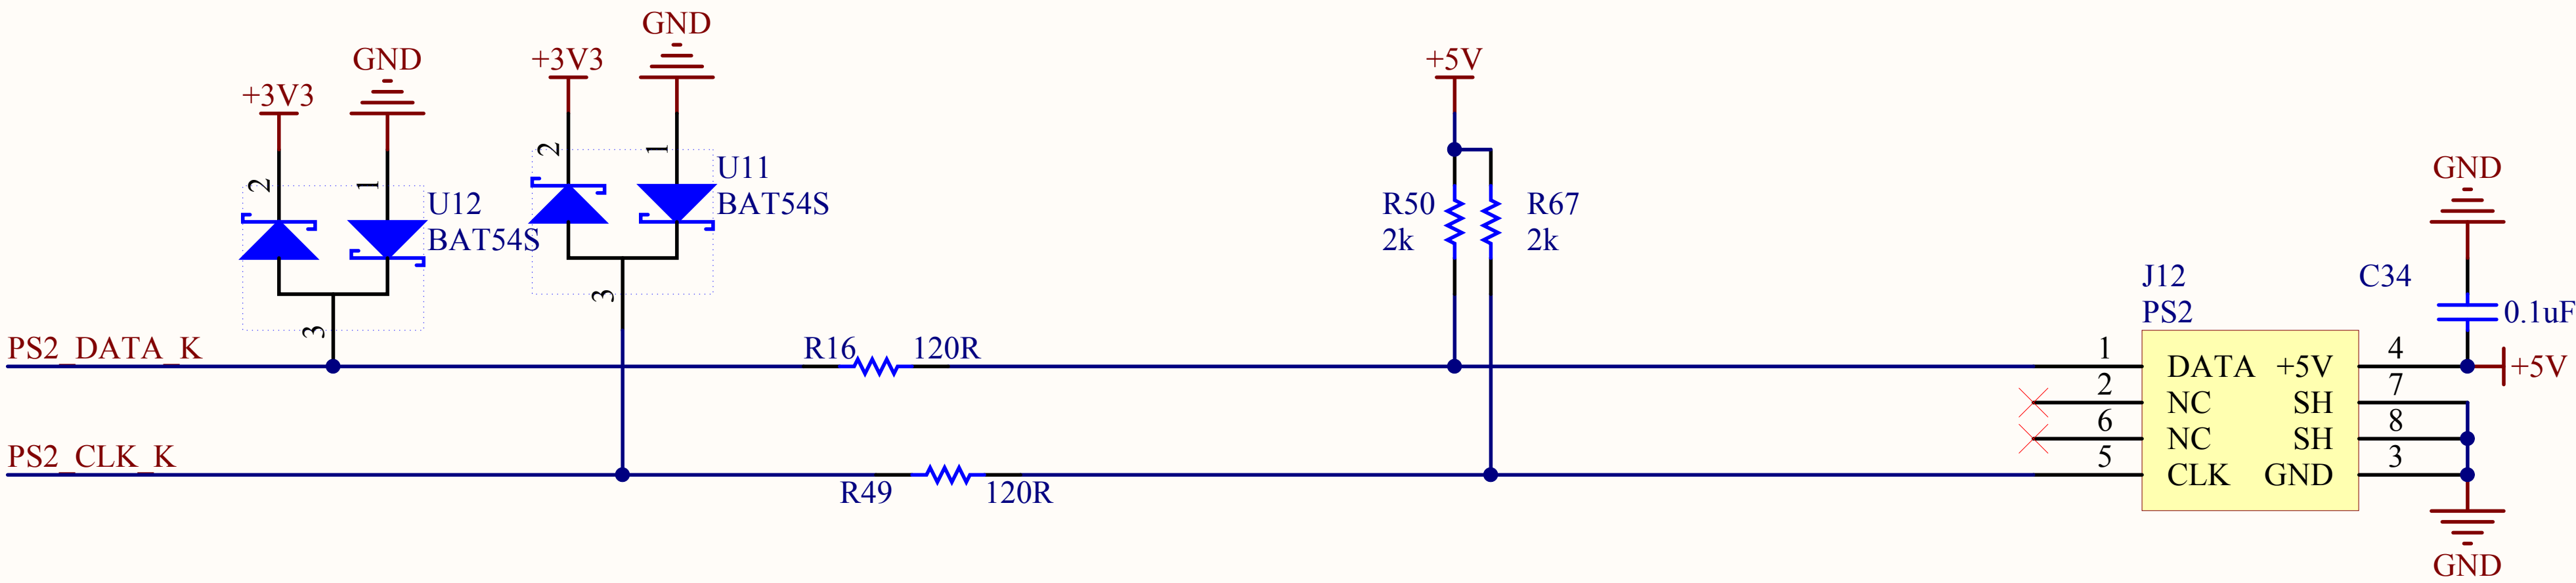 GND
+3V3
GND
+3V3
+5V
2
1
U11
BAT54S
2
1
U12
BAT54S
3
3
R50
2k
R67
2k
GND
C34
0.1uF
J12
PS2
PS2_DATA_K
R16
120R
1
DATA
+5V
4
+5V
2
NC
SH
7
6
NC
SH
8
PS2_CLK_K
R49
120R
5
CLK
GND
3
GND